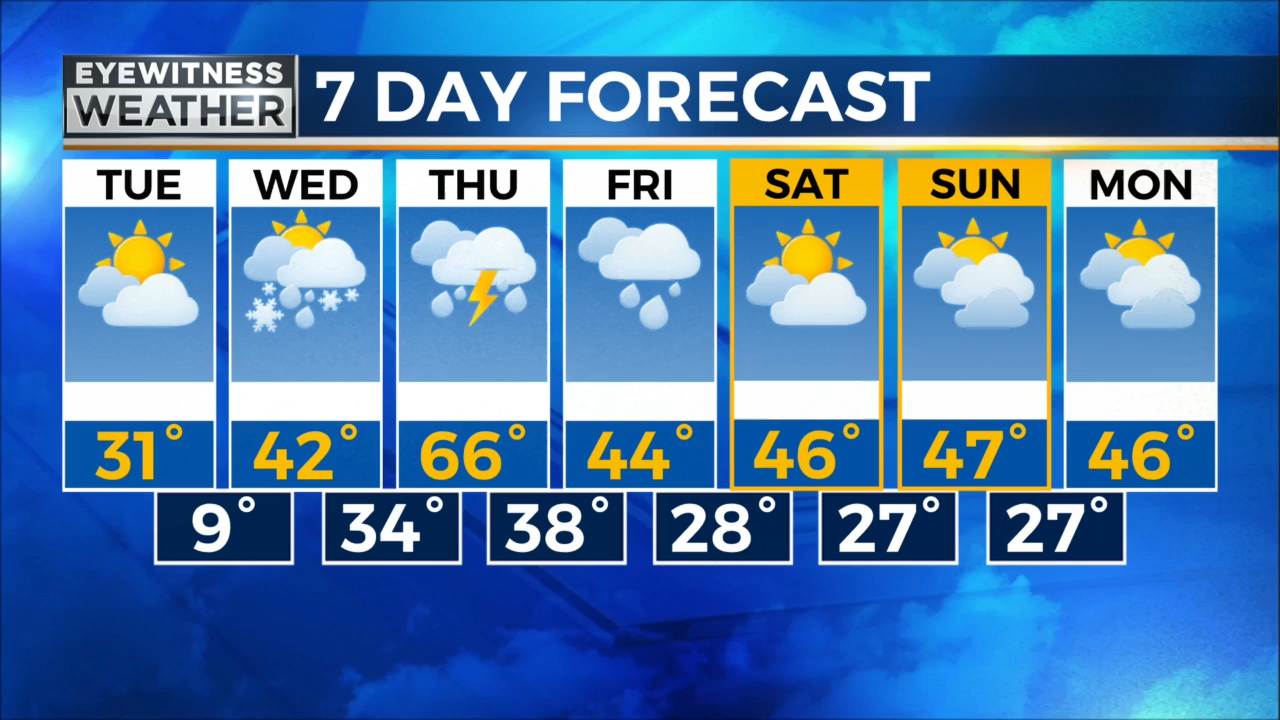 EYEWITNESS
WEATHER
7 DAY FORECAST
TUE WED THU FRI SAT SUN MON
31° 42° 66° 44° 46° 47° 46°
9° 34° 38° 28° 27° 27°